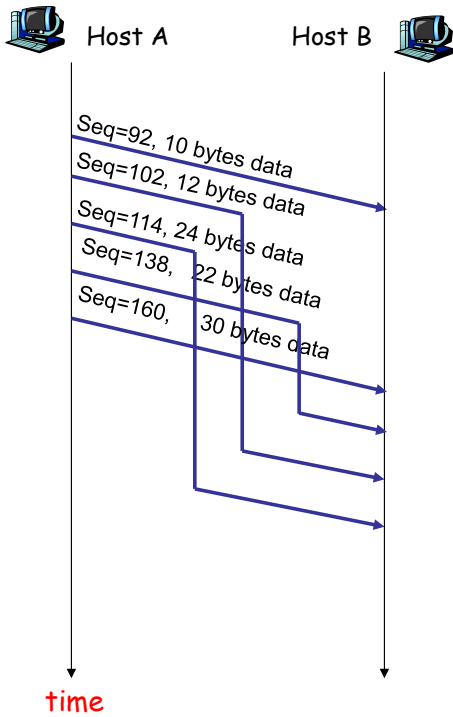 Host A
Host B
Seq=92, 10 bytes data
Seq=102, 12 bytes data
Seq=114, 24 bytes data
Seq=138, 22 bytes data
Seq=160, 30 bytes data
time